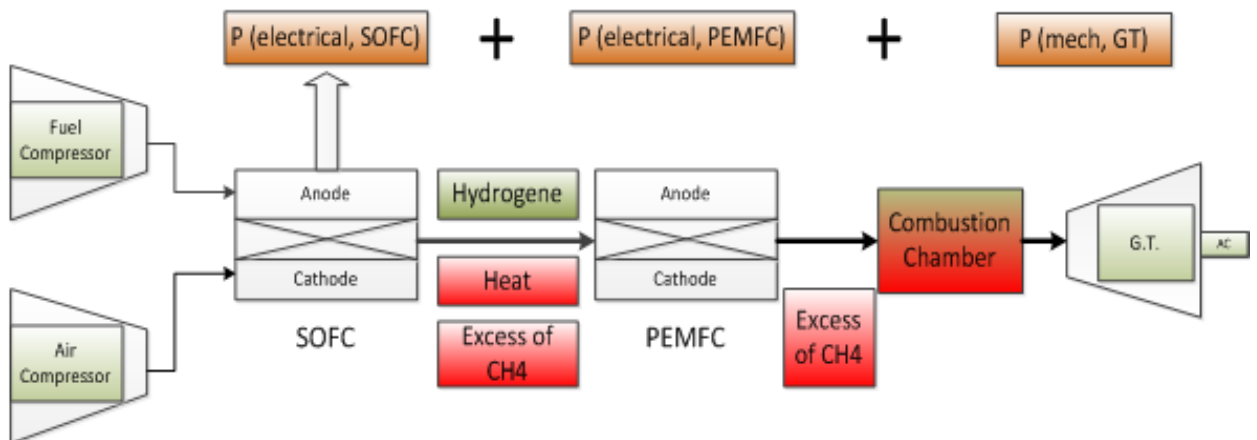 P (electrical, SOFC) + P (electrical, PEMFC) + P (mech, GT)
Fuel
Compressor
Anode
Cathode
SOFC
Hydrogene
Heat
Excess of
CH4
Anode
Cathode
PEMFC
Excess
of CH4
Combustion
Chamber
G.T.
AC
Air
Compressor